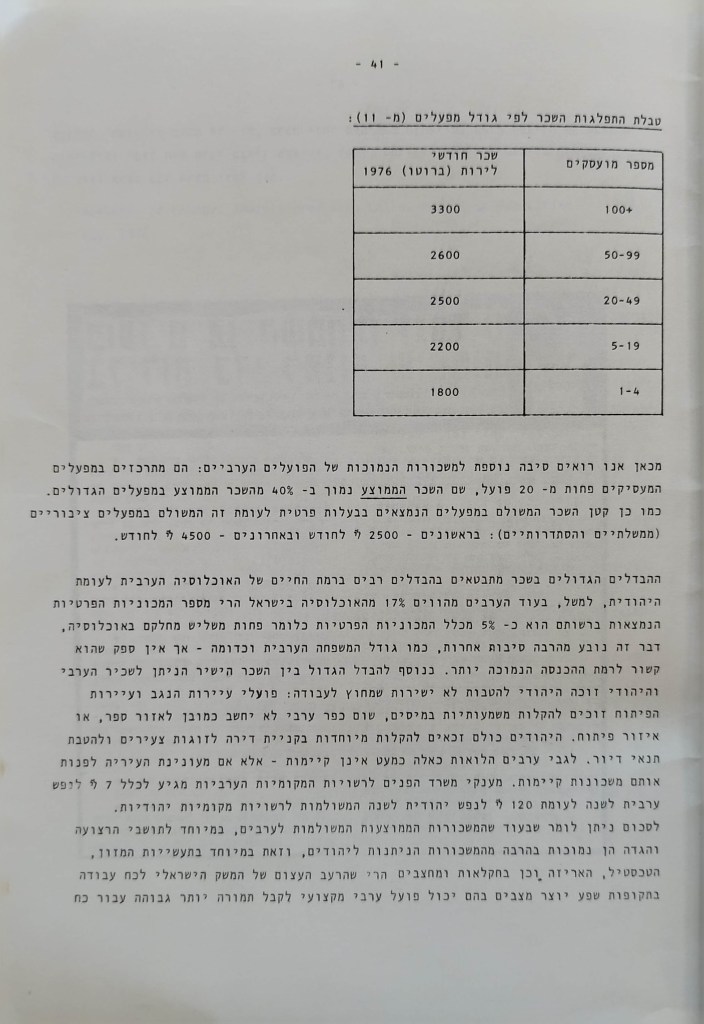 - 41 -
טבלת התפלגות השכר לפי גודל מפעלים (מ- 11):
מספר מועסקים שכר חודשי
לירות (ברוטו) 1976
100+ 3300
50-99 2600
20-49 2500
5-19 2200
1-4 1800
מכאן אנו רואים סיבה נוספת למשכורות הנמוכות של הפועלים הערביים: הם מתרכזים במפעלים
המעסיקים פחות מ- 20 פועל, שם השכר הממוצע נמוך ב- 40% מהשכר הממוצע במפעלים הגדולים.
כמו כן קטן השכר המשולם במפעלים הנמצאים בבעלות פרטית לעומת זה המשולם במפעלים ציבוריים
(ממשלתיים והסתדרותיים): בראשונים - 2500 ל"י לחודש ובאחרונים - 4500 ל"י לחודש.
ההבדלים הגדולים בשכר מתבטאים בהבדלים רבים ברמת החיים של האוכלוסיה הערבית לעומת
היהודית, למשל, בעוד הערבים מהווים 17% מהאוכלוסיה בישראל הרי מספר המכוניות הפרטיות
הנמצאות ברשותם הוא כ- 5% מכלל המכוניות הפרטיות כלומר פחות משליש מחלקם באוכלוסיה,
דבר זה נובע מהרבה סיבות אחרות, כמו גודל המשפחה הערבית וכדומה - אך אין ספק שהוא
קשור לרמת ההכנסה הנמוכה יותר. בנוסף להבדל הגדול בין השכר הישיר הניתן לשכיר הערבי
והיהודי זוכה היהודי להטבות לא ישירות שמחוץ לעבודה: פועלי עיירות הנגב ועיירות
הפיתוח זוכים להקלות משמעותיות במיסים, שום כפר ערבי לא יחשב כמובן לאזור ספר, או
איזור פיתוח. היהודים כולם זכאים להקלות מיוחדות בקניית דירה לזוגות צעירים ולהטבת
תנאי דיור. לגבי ערבים הלואות כאלה כמעט אינן קיימות - אלא אם מעונינת העיריה לפנות
אותם משכונות קיימות. מענקי משרד הפנים לרשויות המקומיות הערביות מגיע לכלל 7 ל"י לנפש
ערבית לשנה לעומת 120 ל"י לנפש יהודית לשנה המשולמות לרשויות מקומיות יהודיות.
לסכום ניתן לומר שבעוד שהמשכורות הממוצעות המשולמות לערבים, במיוחד לתושבי הרצועה
והגדה הן נמוכות בהרבה מהמשכורות הניתנות ליהודים, וזאת במיוחד בתעשייות המזון,
הטכסטיל, האריזה וכן בחקלאות ומחצבים הרי שהרעב העצום של המשק הישראלי לכח עבודה
בתקופות שפע יוצר מצבים בהם יכול פועל ערבי מקצועי לקבל תמורה יותר גבוהה עבור כח